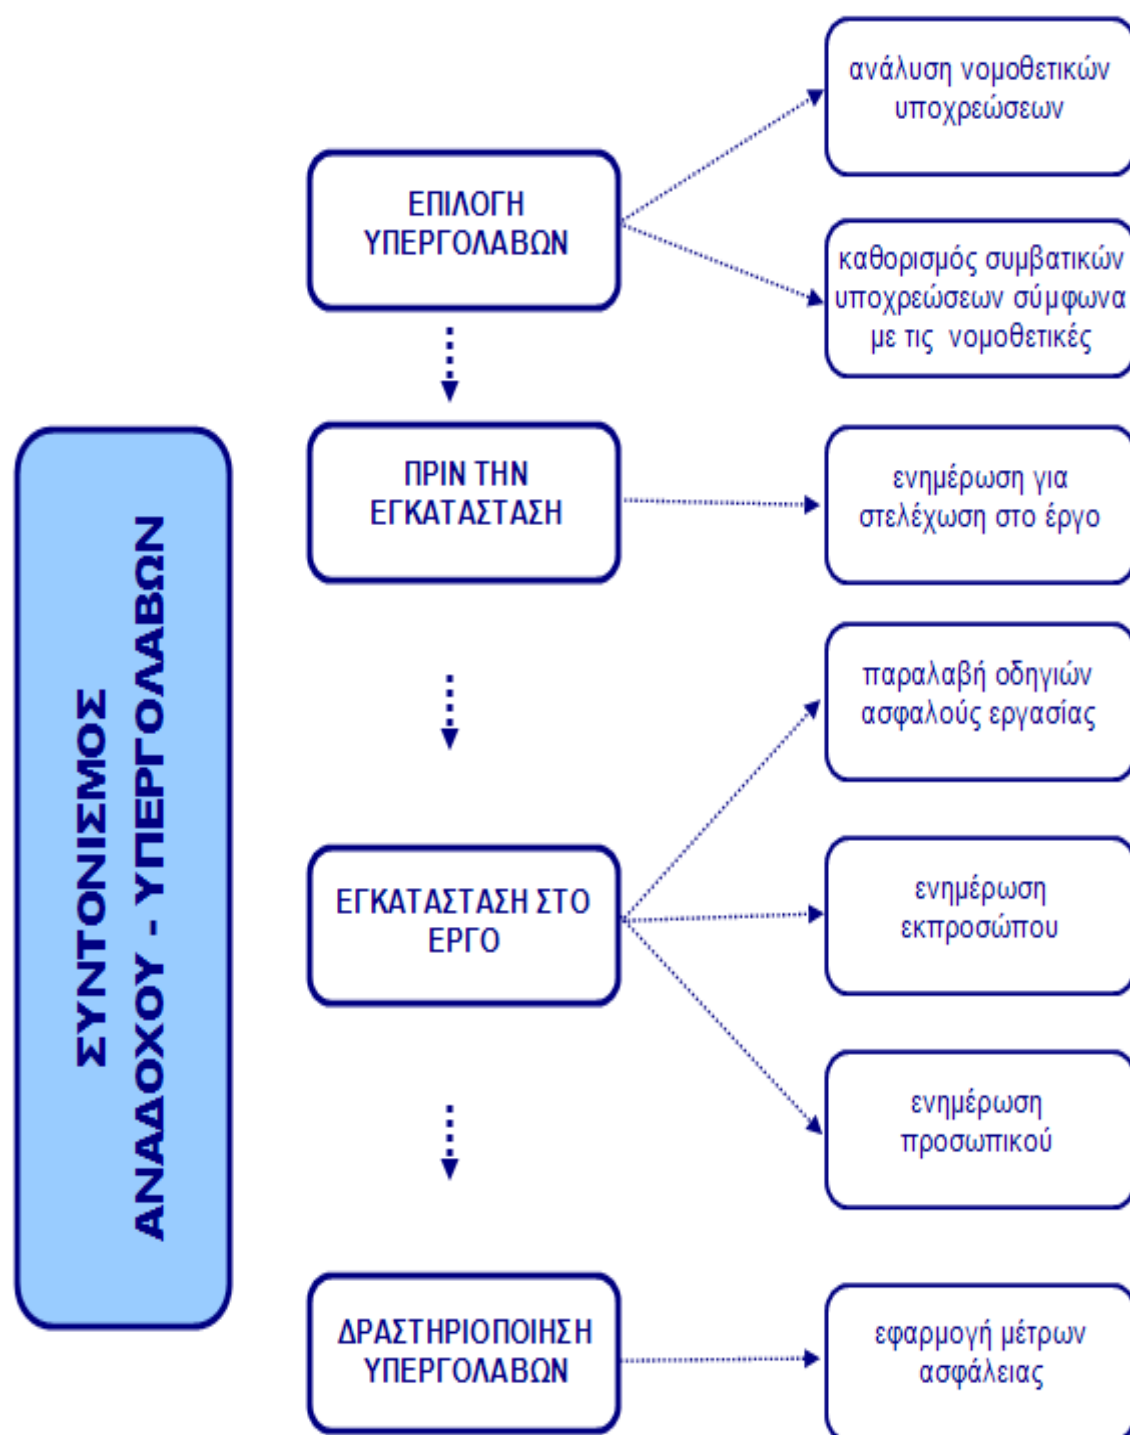 ΣΥΝΤΟΝΙΣΜΟΣ
ΑΝΑΔΟΧΟΥ - ΥΠΕΡΓΟΛΑΒΩΝ
ΕΠΙΛΟΓΗ
ΥΠΕΡΓΟΛΑΒΩΝ
ανάλυση νομοθετικών
υποχρεώσεων
καθορισμός συμβατικών
υποχρεώσεων σύμφωνα
με τις νομοθετικές
ΠΡΙΝ ΤΗΝ
ΕΓΚΑΤΑΣΤΑΣΗ
ενημέρωση για
στελέχωση στο έργο
ΕΓΚΑΤΑΣΤΑΣΗ ΣΤΟ
ΕΡΓΟ
παραλαβή οδηγιών
ασφαλούς εργασίας
ενημέρωση
εκπροσώπου
ενημέρωση
προσωπικού
ΔΡΑΣΤΗΡΙΟΠΟΙΗΣΗ
ΥΠΕΡΓΟΛΑΒΩΝ
εφαρμογή μέτρων
ασφάλειας